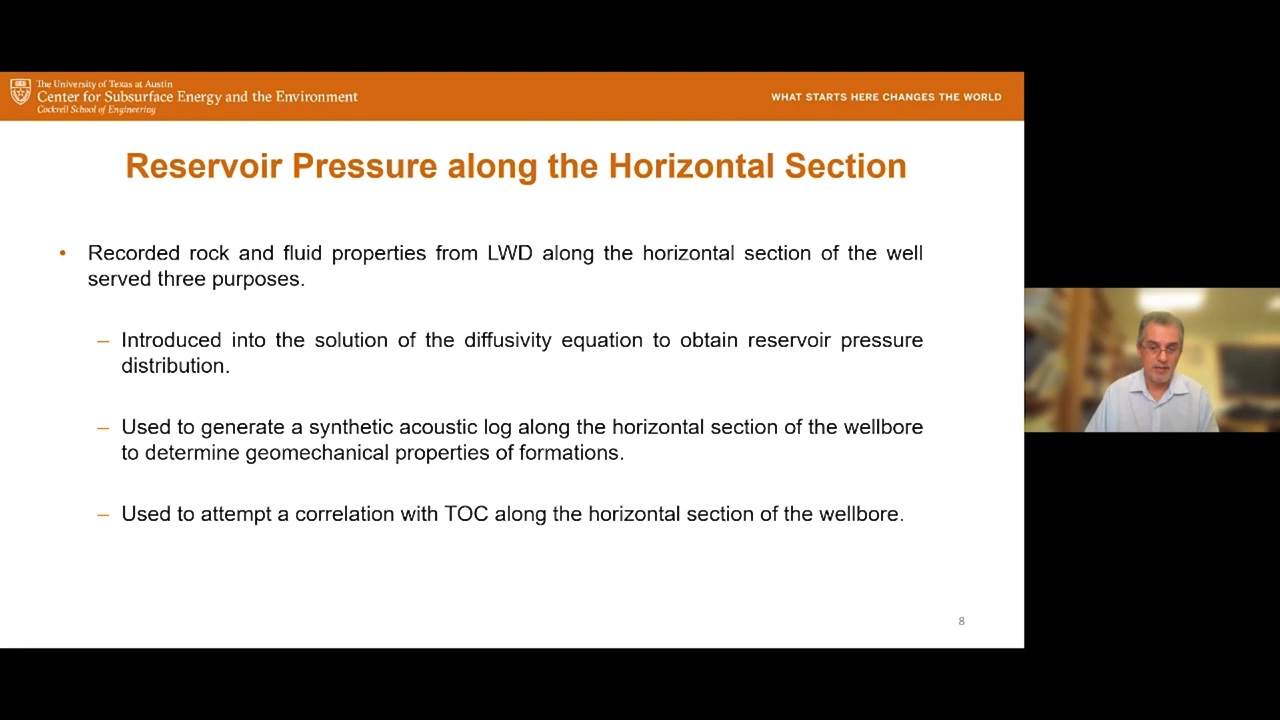 The University of Texas at Austin
Center for Subsurface Energy and the Environment
Cockrell School of Engineering
WHAT STARTS HERE CHANGES THE WORLD
Reservoir Pressure along the Horizontal Section
• Recorded rock and fluid properties from LWD along the horizontal section of the well
served three purposes.
– Introduced into the solution of the diffusivity equation to obtain reservoir pressure
distribution.
– Used to generate a synthetic acoustic log along the horizontal section of the wellbore
to determine geomechanical properties of formations.
– Used to attempt a correlation with TOC along the horizontal section of the wellbore.
8